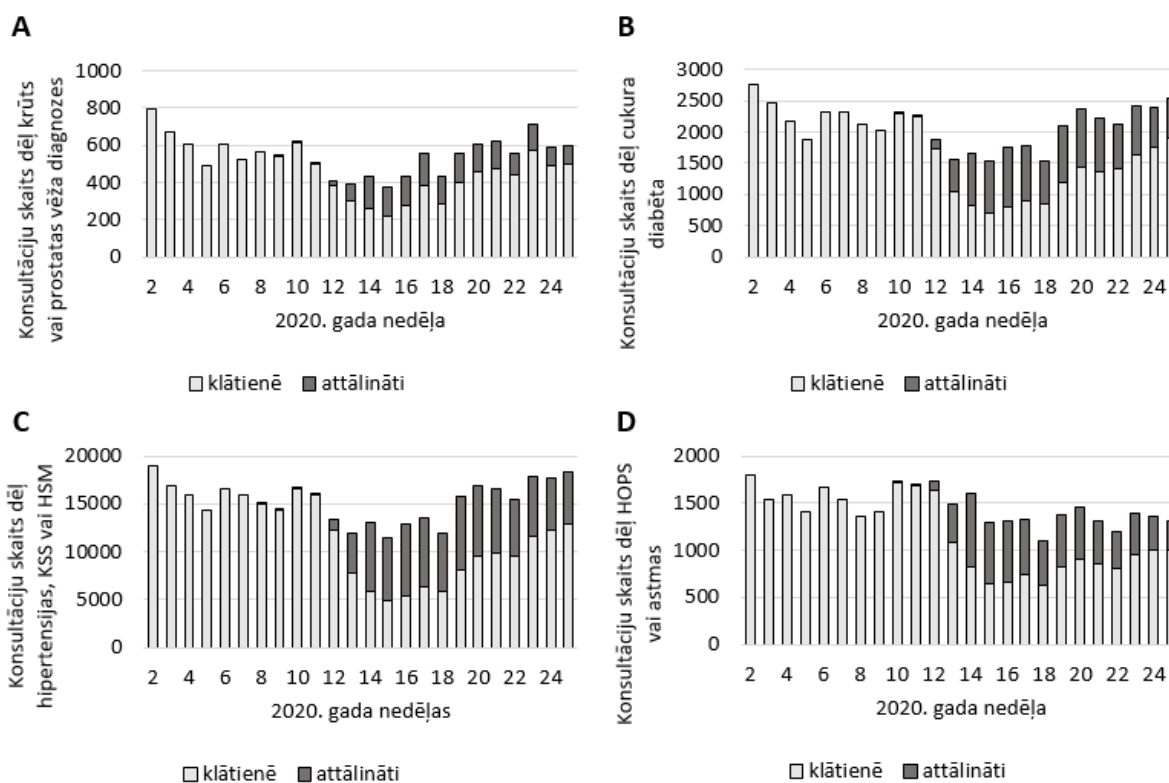 A
Konsultāciju skaits dēļ krūts
vai prostatas vēža diagnozes
1000
800
600
400
200
0
2 4 6 8 10 12 14 16 18 20 22 24
2020. gada nedēļa
klātienē attālināti
B
Konsultāciju skaits dēļ cukura
diabēta
3000
2500
2000
1500
1000
500
0
2 4 6 8 10 12 14 16 18 20 22 24
2020. gada nedēļa
klātienē attālināti
C
Konsultāciju skaits dēļ
hipertensijas, KSS vai HSM
20000
15000
10000
5000
0
2 4 6 8 10 12 14 16 18 20 22 24
2020. gada nedēļas
klātienē attālināti
D
Konsultāciju skaits dēļ HOPS
vai astmas
2000
1500
1000
500
0
2 4 6 8 10 12 14 16 18 20 22 24
2020. gada nedēļa
klātienē attālināti